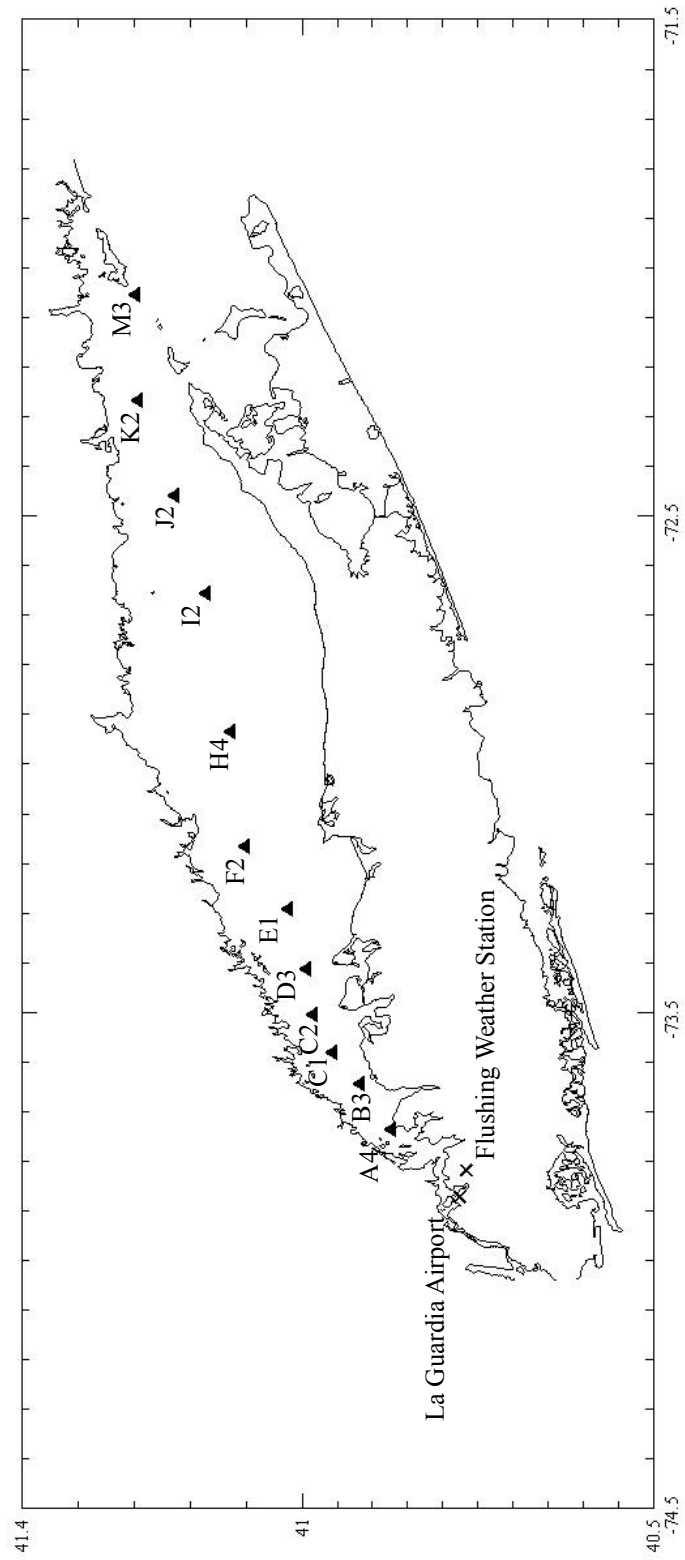 41.4
41
40.5
-74.5
-73.5
-72.5
-71.5
M3
K2
J2
I2
H4
F2
E1
D3
C2
C1
B3
A4
La Guardia Airport
Flushing Weather Station